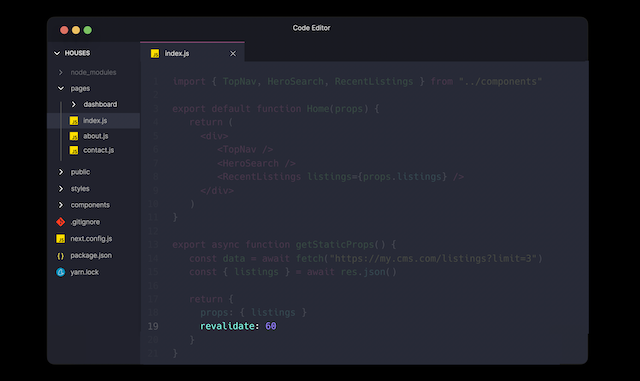 Code Editor
HOUSES
node_modules
pages
dashboard
index.js
about.js
contact.js
public
styles
components
.gitignore
next.config.js
package.json
yarn.lock
index.js
import { TopNav, HeroSearch, RecentListings } from "../components"
export default function Home(props) {
return (
<div>
<TopNav />
<HeroSearch />
<RecentListings listings={props.listings} />
</div>
)
}
export async function getStaticProps() {
const data = await fetch("https://my.cms.com/listings?limit=3")
const { listings } = await res.json()
return {
props: { listings }
19 revalidate: 60
}
}